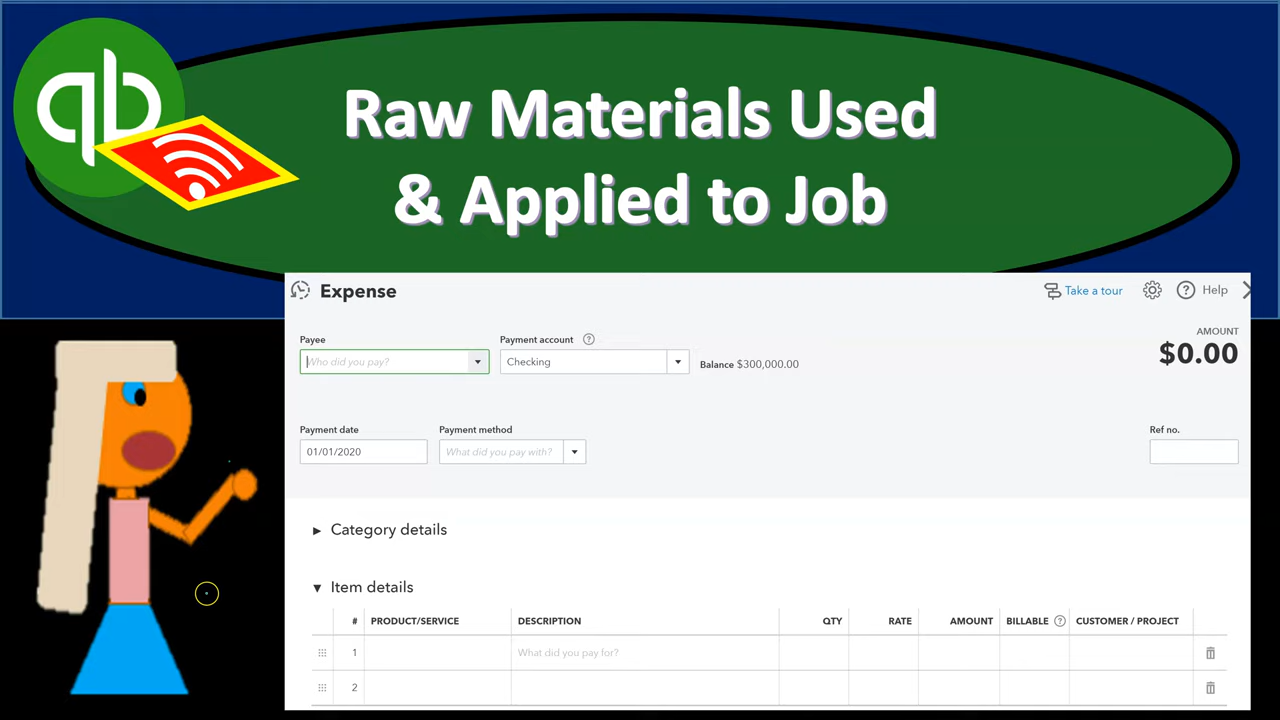 qb
Raw Materials Used
& Applied to Job
Expense
Take a tour
Help
Payee
Payment account
AMOUNT
Who did you pay?
Checking
Balance $300,000.00
$0.00
Payment date
Payment method
Ref no.
01/01/2020
What did you pay with?
Category details
Item details
# PRODUCT/SERVICE DESCRIPTION QTY RATE AMOUNT BILLABLE CUSTOMER / PROJECT
1 What did you pay for?
2